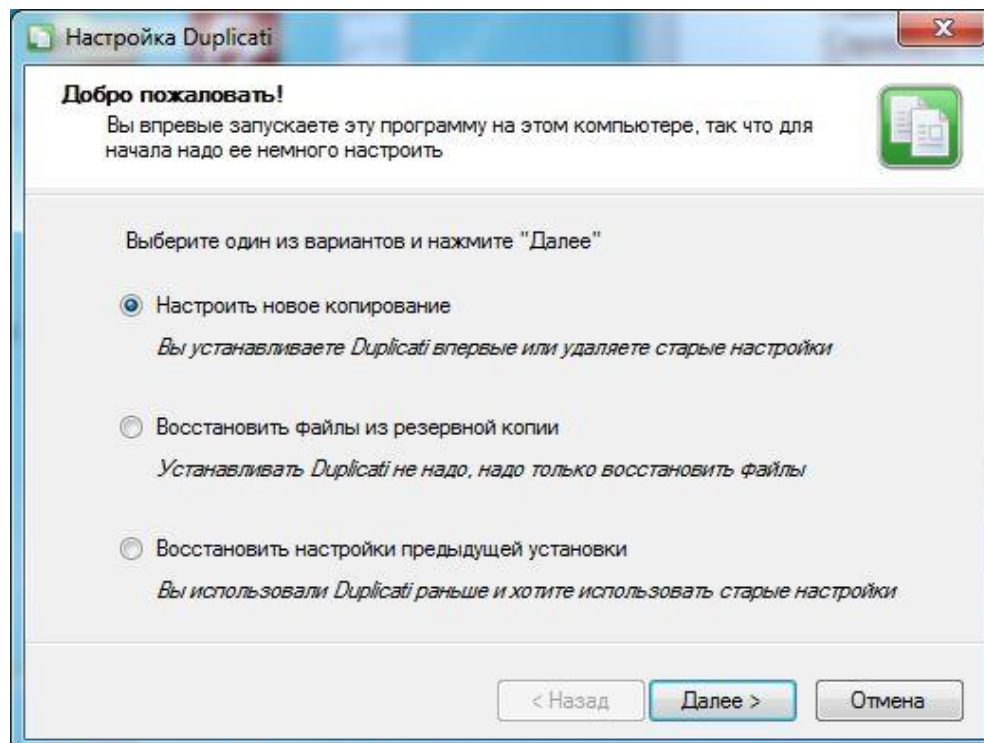 Настройка Duplicati
Добро пожаловать!
Вы впревые запускаете эту программу на этом компьютере, так что для
начала надо ее немного настроить
Выберите один из вариантов и нажмите "Далее"
Настроить новое копирование
Вы устанавливаете Duplicati впервые или удаляете старые настройки
Восстановить файлы из резервной копии
Устанавливать Duplicati не надо, надо только восстановить файлы
Восстановить настройки предыдущей установки
Вы использовали Duplicati раньше и хотите использовать старые настройки
< Назад Далее > Отмена